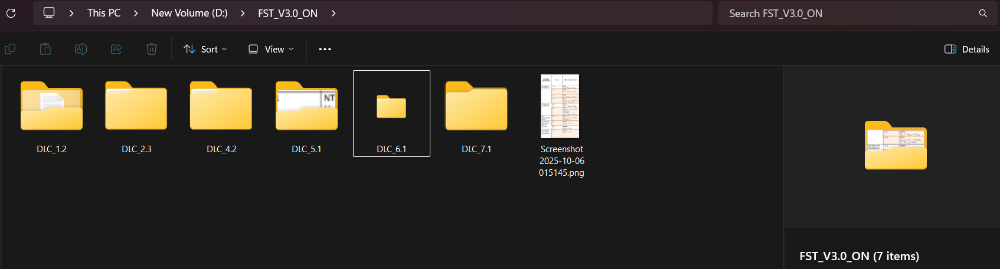 This PC > New Volume (D:) > FST_V3.0_ON >
Search FST_V3.0_ON
Sort
View
Details
DLC_1.2
DLC_2.3
DLC_4.2
NT
DLC_5.1
DLC_6.1
DLC_7.1
Screenshot
2025-10-06
015145.png
FST_V3.0_ON (7 items)